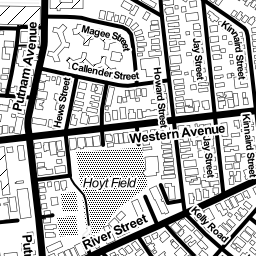 Magee Street
Kinnaird Street
Putnam Avenue
Jay Street
Callender Street
Hews Street
Howard Street
Western Avenue
Jay Street
Kinnaird Street
Hoyt Field
Kelly Road
River Street
Putn